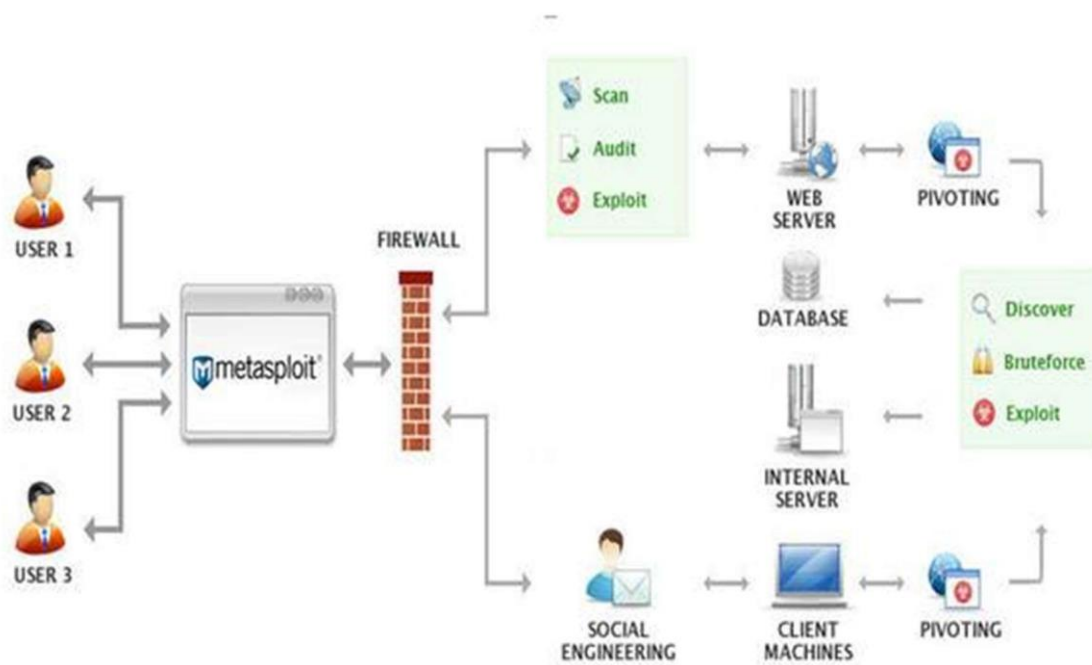 USER 1
USER 2
USER 3
metasploit®
FIREWALL
Scan
Audit
Exploit
WEB
SERVER
PIVOTING
DATABASE
Discover
Bruteforce
Exploit
INTERNAL
SERVER
SOCIAL
ENGINEERING
CLIENT
MACHINES
PIVOTING